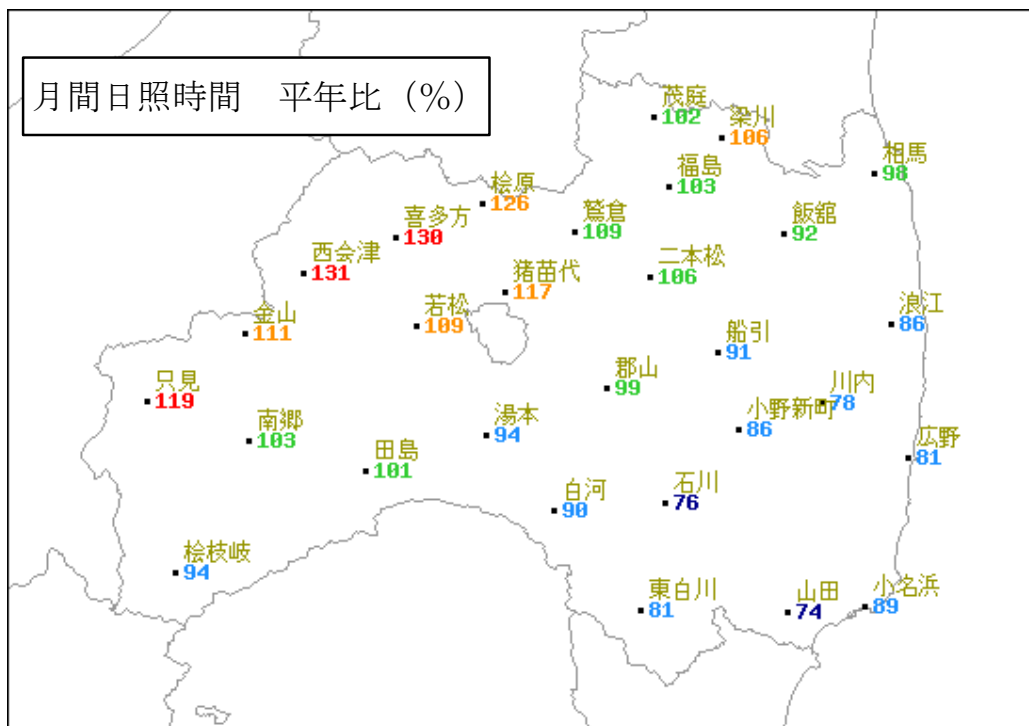 月間日照時間　平年比（%）
茂庭
102
梁川
106
相馬
98
福島
103
桧原
126
鷲倉
109
飯舘
92
喜多方
130
西会津
131
猪苗代
117
二本松
106
金山
111
若松
109
浪江
86
船引
91
只見
119
郡山
99
川内
78
南郷
103
湯本
94
小野新町
86
田島
101
広野
81
白河
90
石川
76
桧枝岐
94
東白川
81
山田
74
小名浜
89